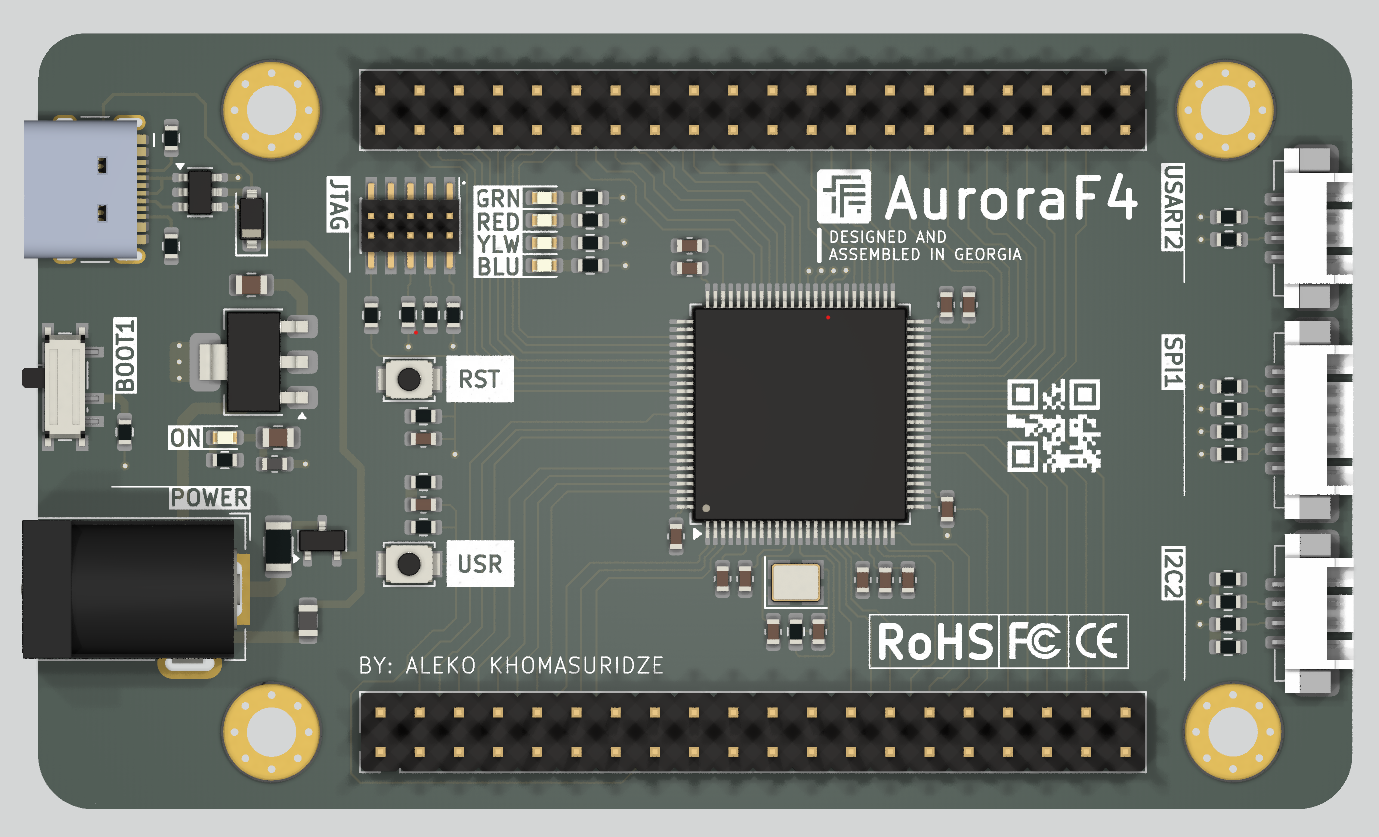 AuroraF4
DESIGNED AND
ASSEMBLED IN GEORGIA
JTAG
GRN
RED
YLW
BLU
USART2
BOOT1
RST
SPI1
ON
POWER
USR
I2C2
RoHS FC CE
BY: ALEKO KHOMASURIDZE